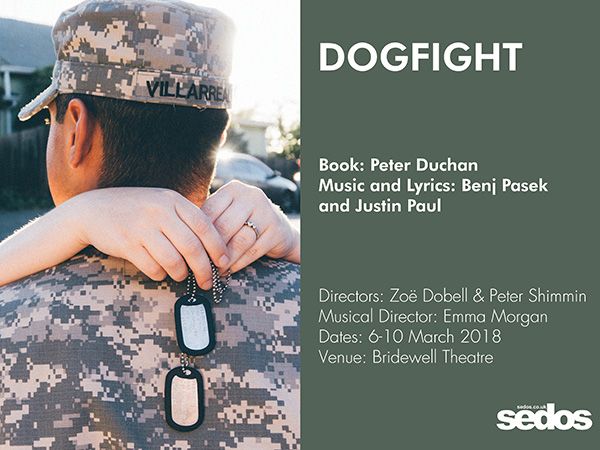 VILLARREA
DOGFIGHT
Book: Peter Duchan
Music and Lyrics: Benj Pasek
and Justin Paul
Directors: Zoë Dobell & Peter Shimmin
Musical Director: Emma Morgan
Dates: 6-10 March 2018
Venue: Bridewell Theatre
sedos.co.uk
sedos